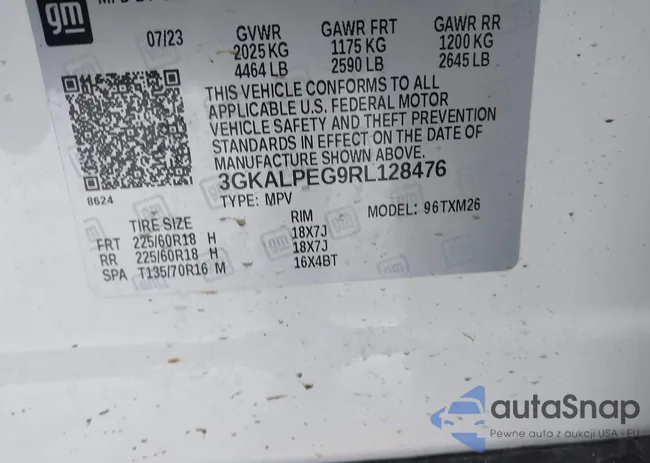 gm
07/23
GVWR GAWR FRT GAWR RR
2025 KG 1175 KG 1200 KG
4464 LB 2590 LB 2645 LB
THIS VEHICLE CONFORMS TO ALL
APPLICABLE U.S. FEDERAL MOTOR
VEHICLE SAFETY AND THEFT PREVENTION
STANDARDS IN EFFECT ON THE DATE OF
MANUFACTURE SHOWN ABOVE.
8624
3GKALPEG9RL128476
TYPE: MPV MODEL: 96TXM26
TIRE SIZE RIM
FRT 225/60R18 H 18X7J
RR 225/60R18 H 18X7J
SPA T135/70R16 M 16X4BT
autoSnap
Pewne auta z aukcji USA i EU